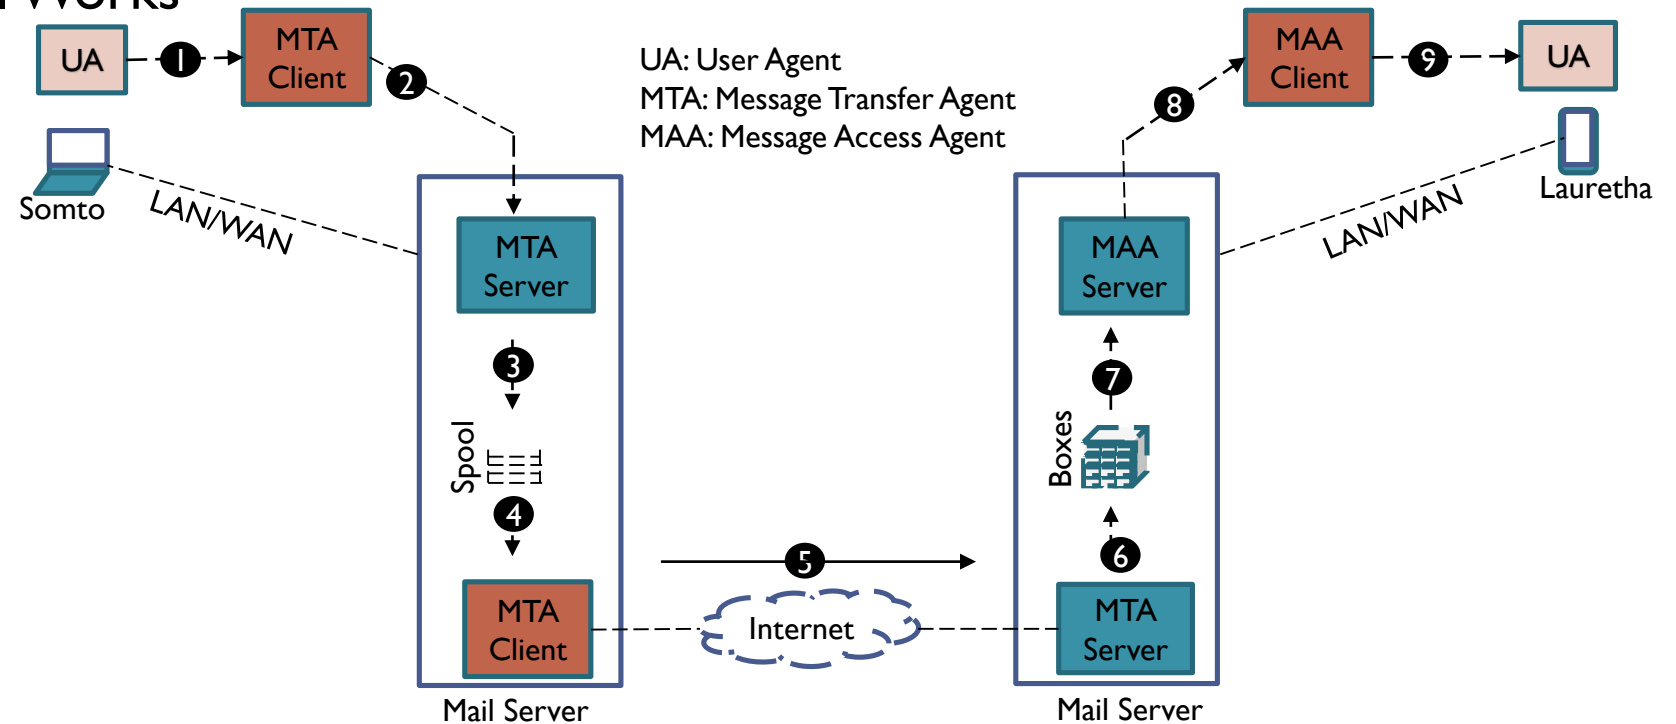 UA
1
MTA
Client
2
UA: User Agent
MTA: Message Transfer Agent
MAA: Message Access Agent
8
MAA
Client
9
UA
Somto
LAN/WAN
LAN/WAN
Lauretha
MTA
Server
3
Spool
4
MTA
Client
Mail Server
5
Internet
MAA
Server
7
Boxes
6
MTA
Server
Mail Server